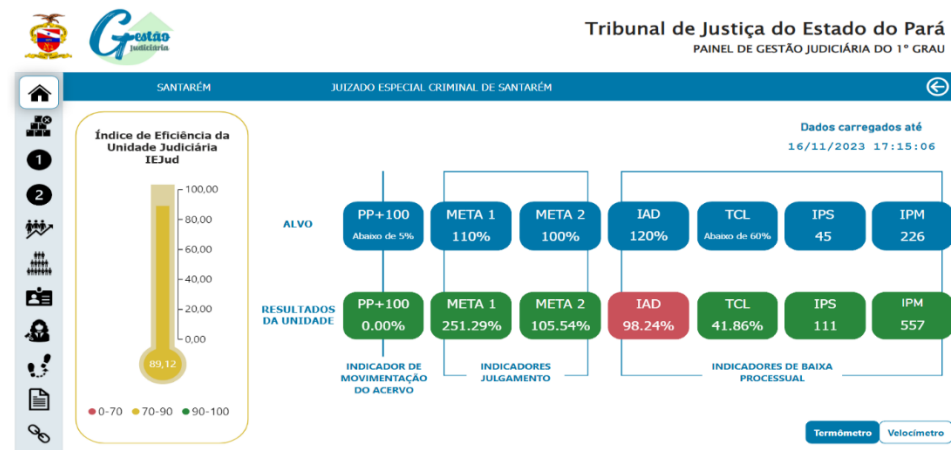 Gestão
judiciária
Tribunal de Justiça do Estado do Pará
PAINEL DE GESTÃO JUDICIÁRIA DO 1º GRAU
SANTARÉM
JUIZADO ESPECIAL CRIMINAL DE SANTARÉM
Índice de Eficiência da
Unidade Judiciária
IEJud
100,00
80,00
60,00
40,00
20,00
0,00
89,12
0-70 70-90 90-100
Dados carregados até
16/11/2023 17:15:06
ALVO
PP+100
Abaixo de 5%
META 1
110%
META 2
100%
IAD
120%
TCL
Abaixo de 60%
IPS
45
IPM
226
RESULTADOS
DA UNIDADE
PP+100
0.00%
META 1
251.29%
META 2
105.54%
IAD
98.24%
TCL
41.86%
IPS
111
IPM
557
INDICADOR DE
MOVIMENTAÇÃO
DO ACERVO
INDICADORES
JULGAMENTO
INDICADORES DE BAIXA
PROCESSUAL
1
2
Termômetro
Velocímetro